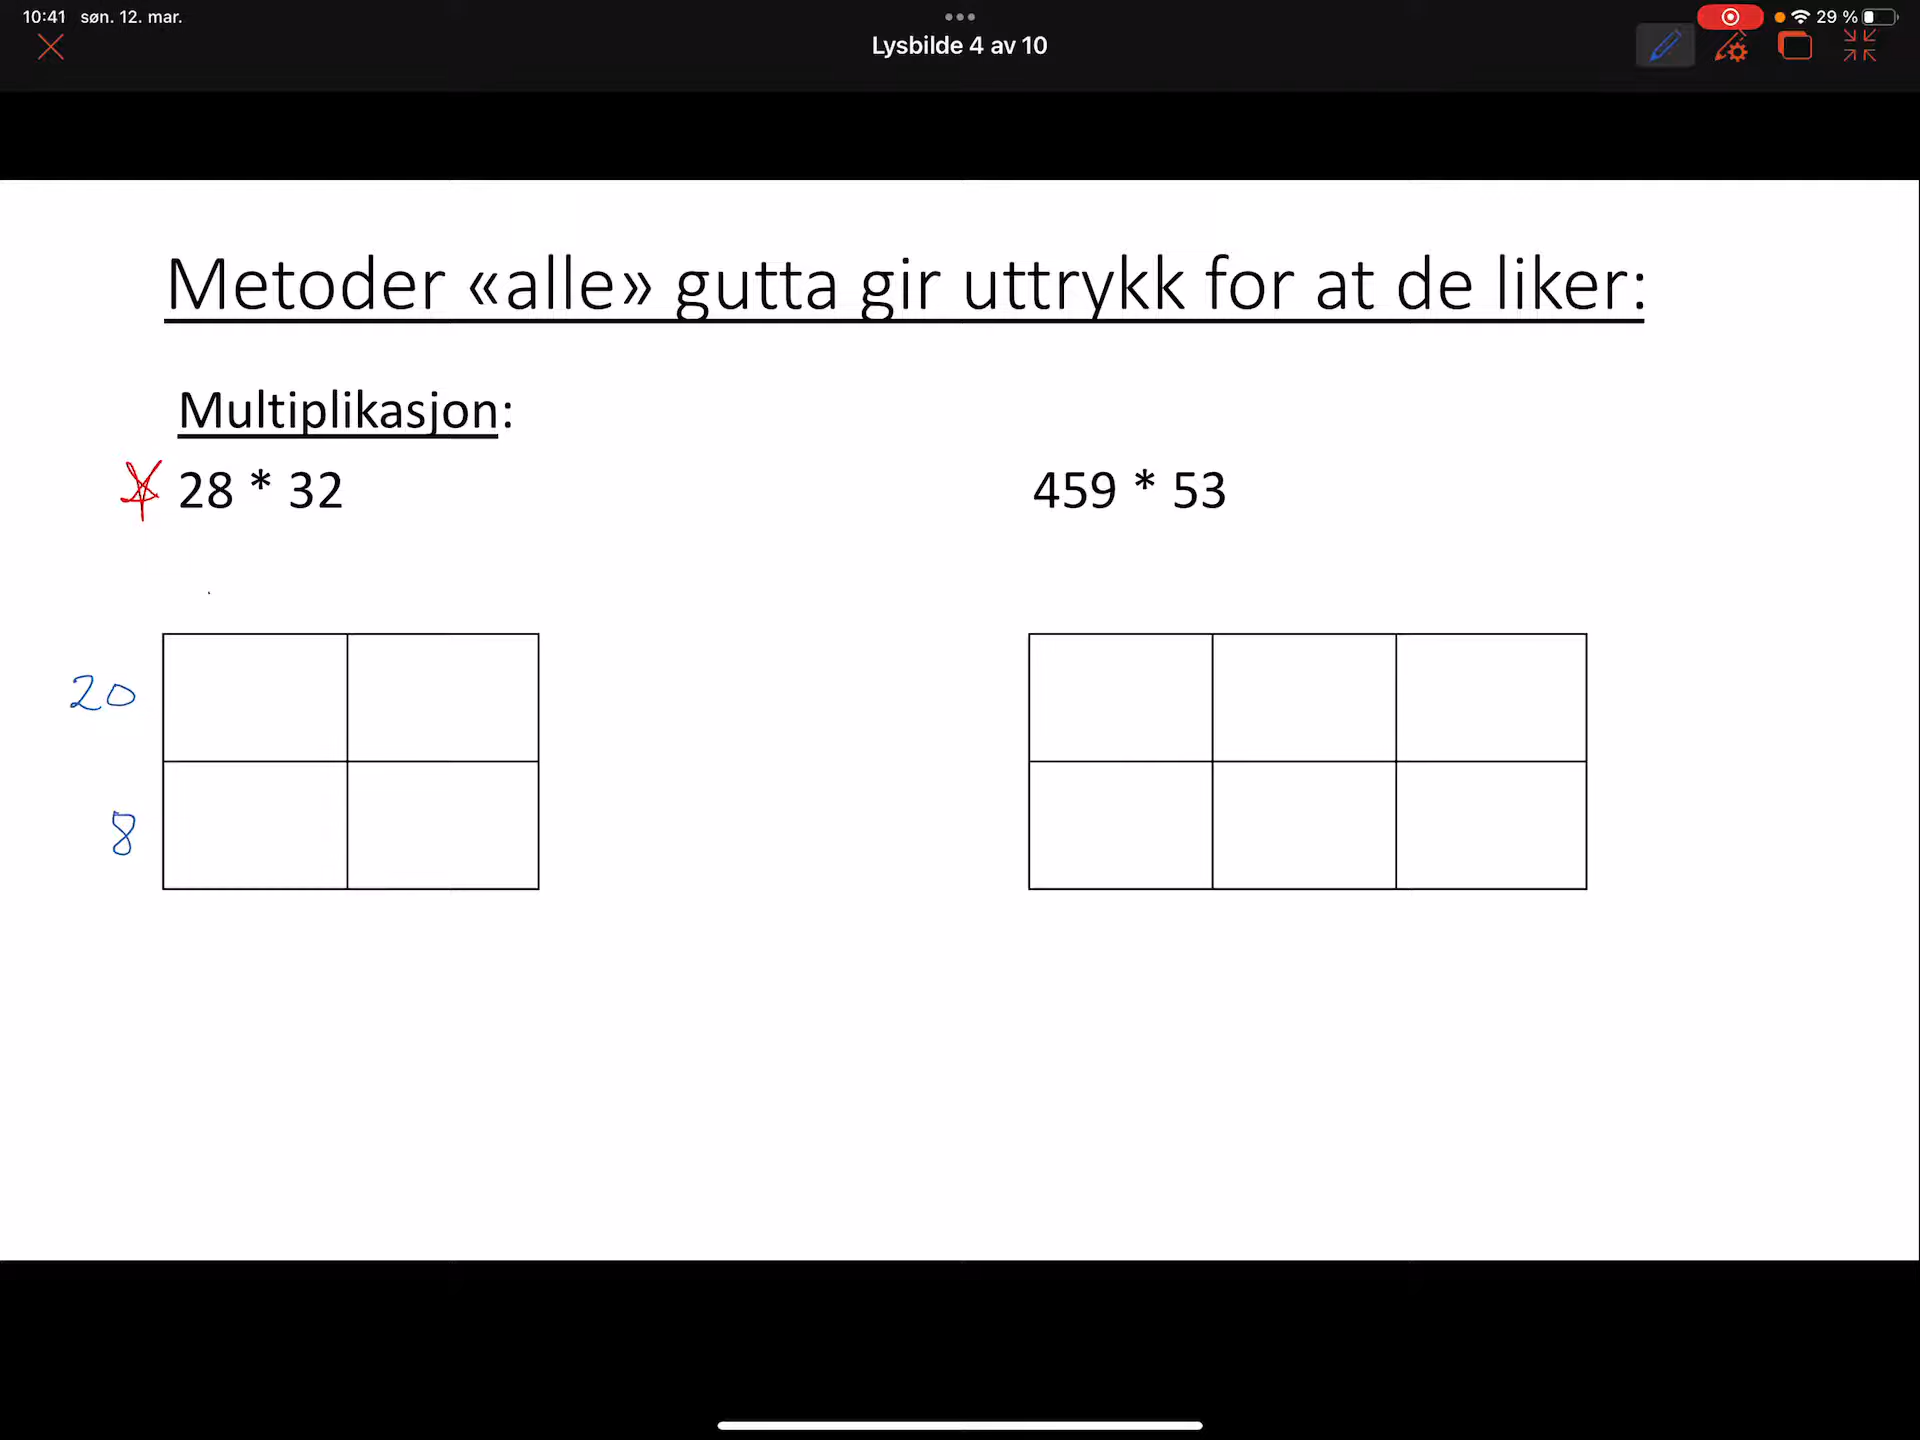 10:41 søn. 12. mar.
29 %
Lysbilde 4 av 10
Metoder «alle» gutta gir uttrykk for at de liker:
Multiplikasjon:
28 * 32
459 * 53
20
8